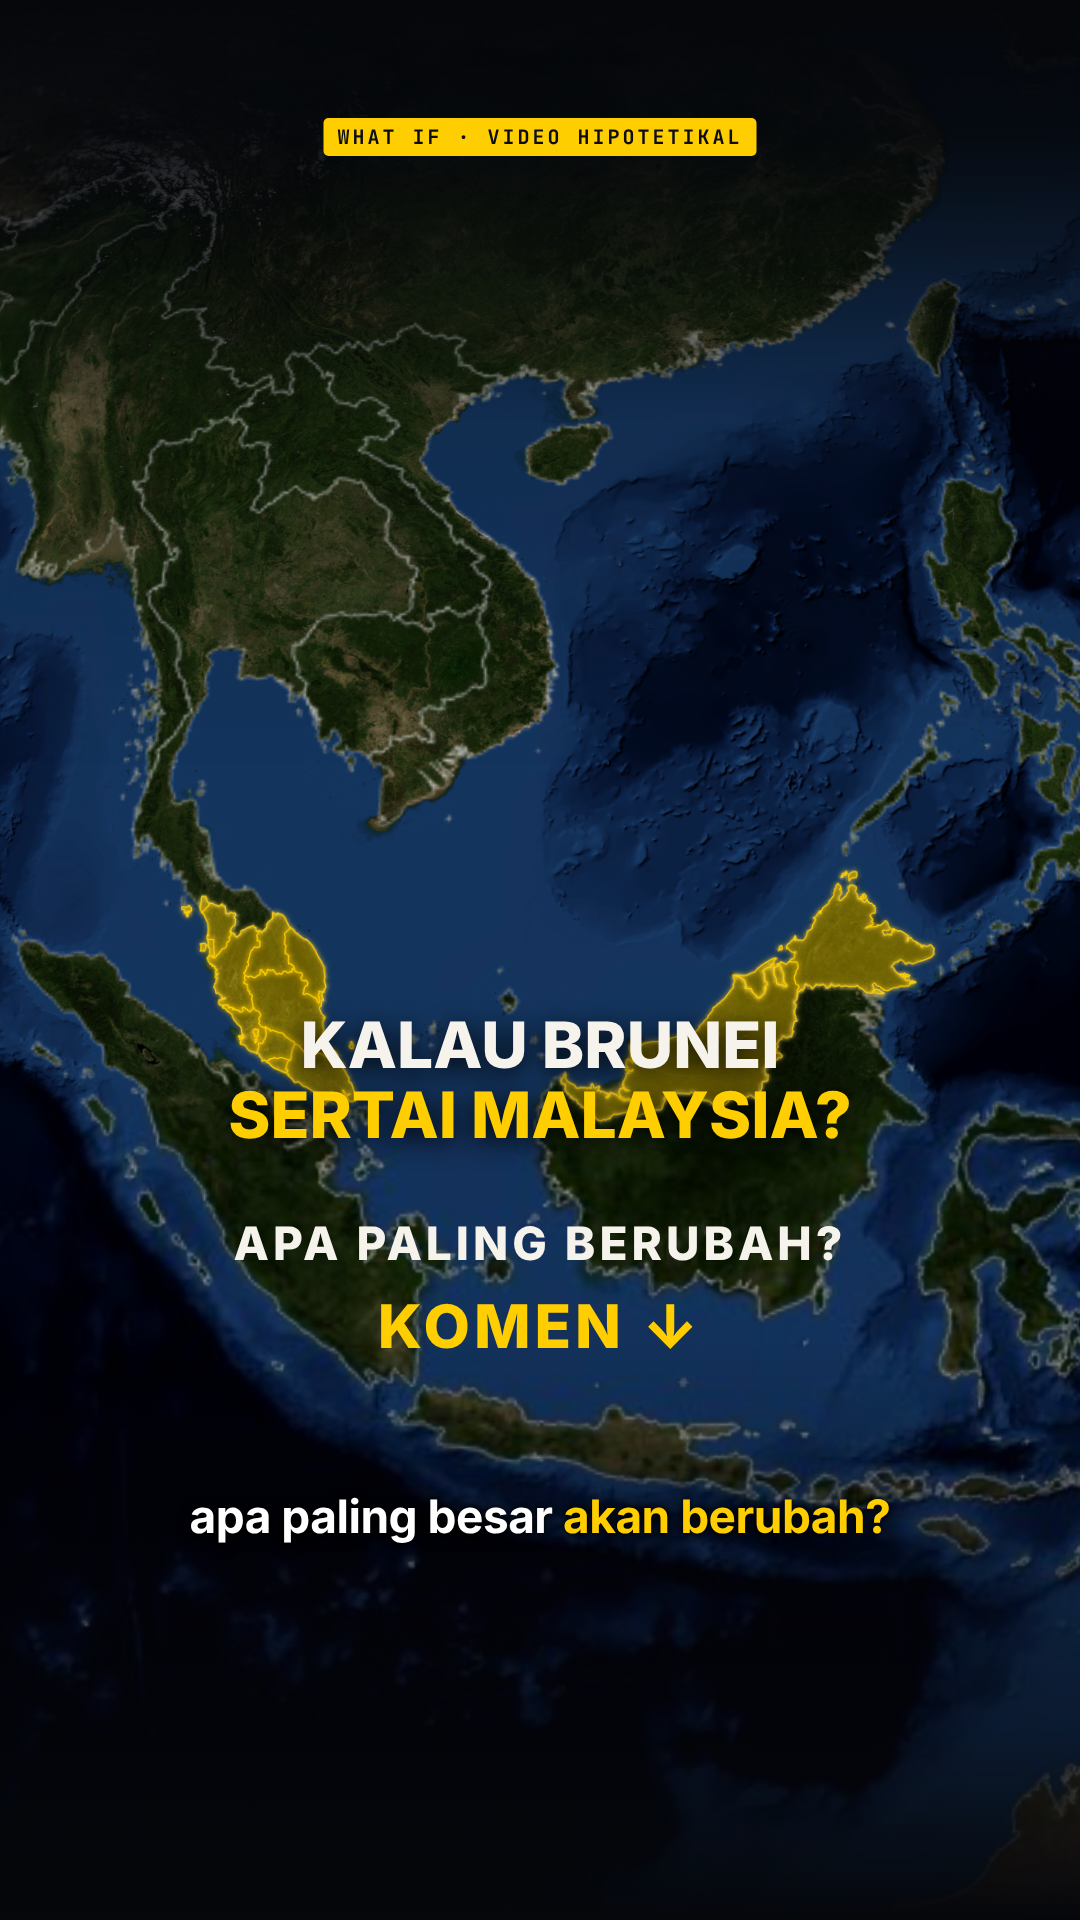 WHAT IF · VIDEO HIPOTETIKAL
KALAU BRUNEI
SERTAI MALAYSIA?
APA PALING BERUBAH?
KOMEN ↓
apa paling besar akan berubah?